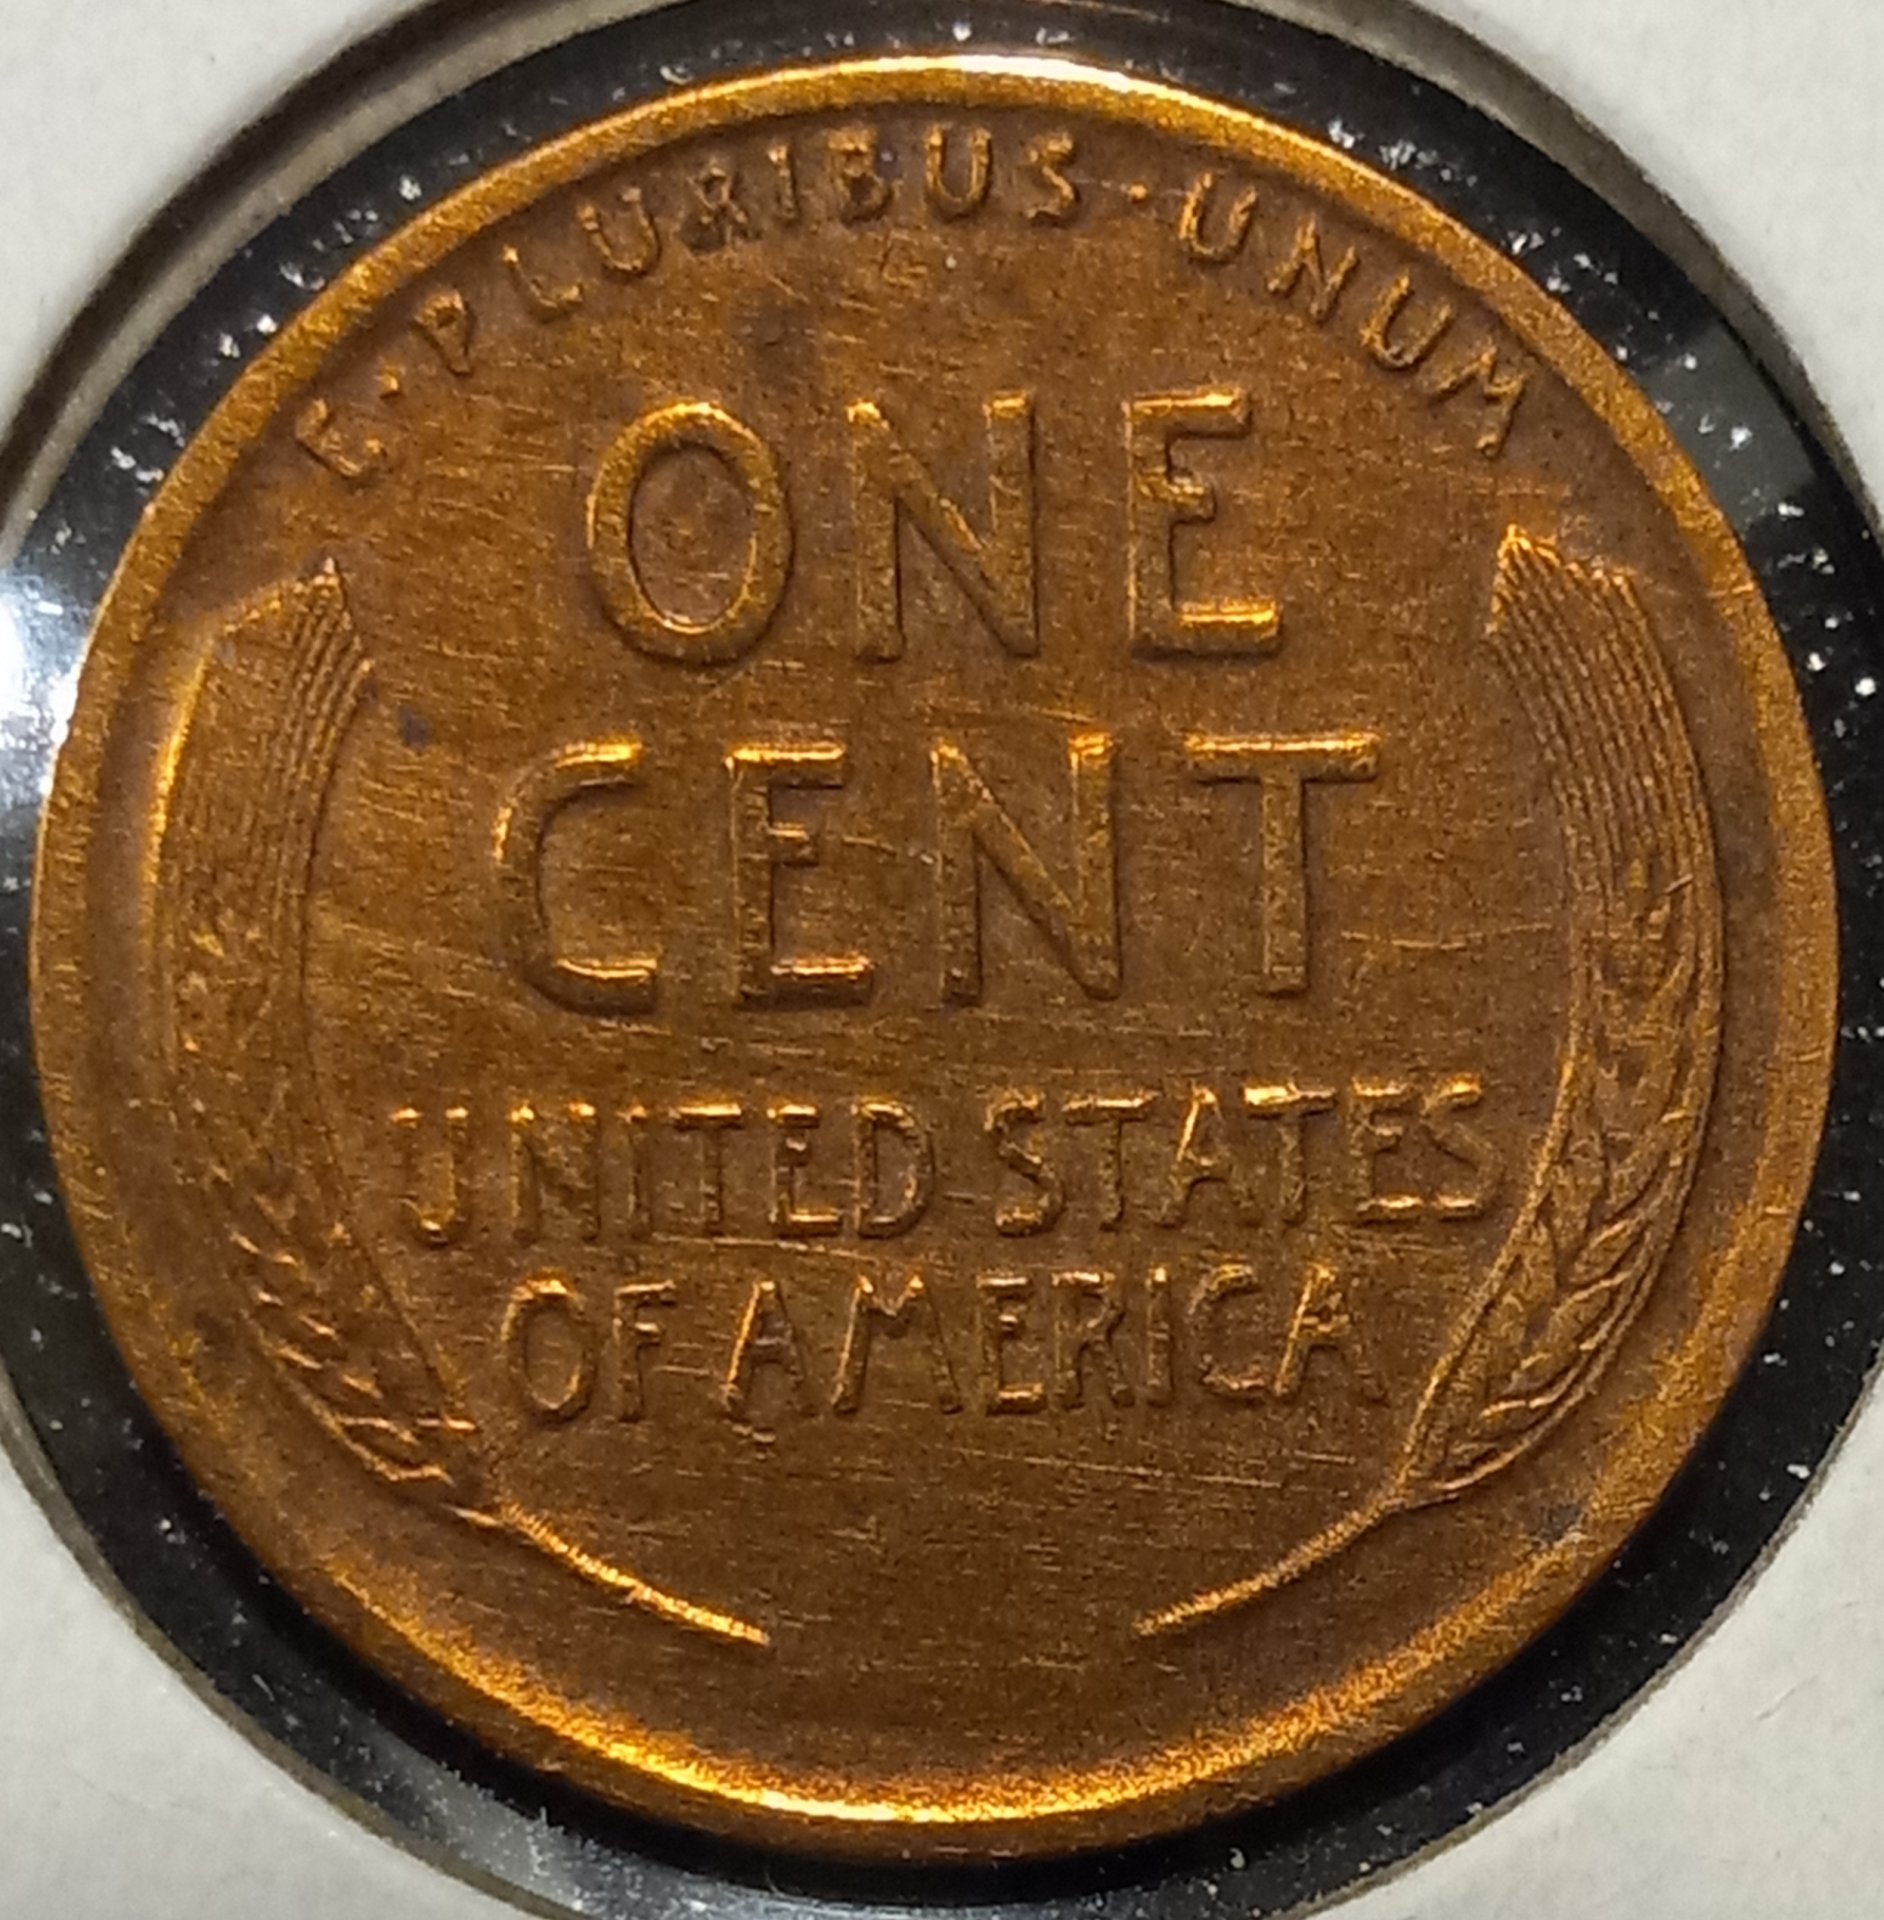 E·PLURIBUS·UNUM
ONE
CENT
UNITED STATES
OF AMERICA